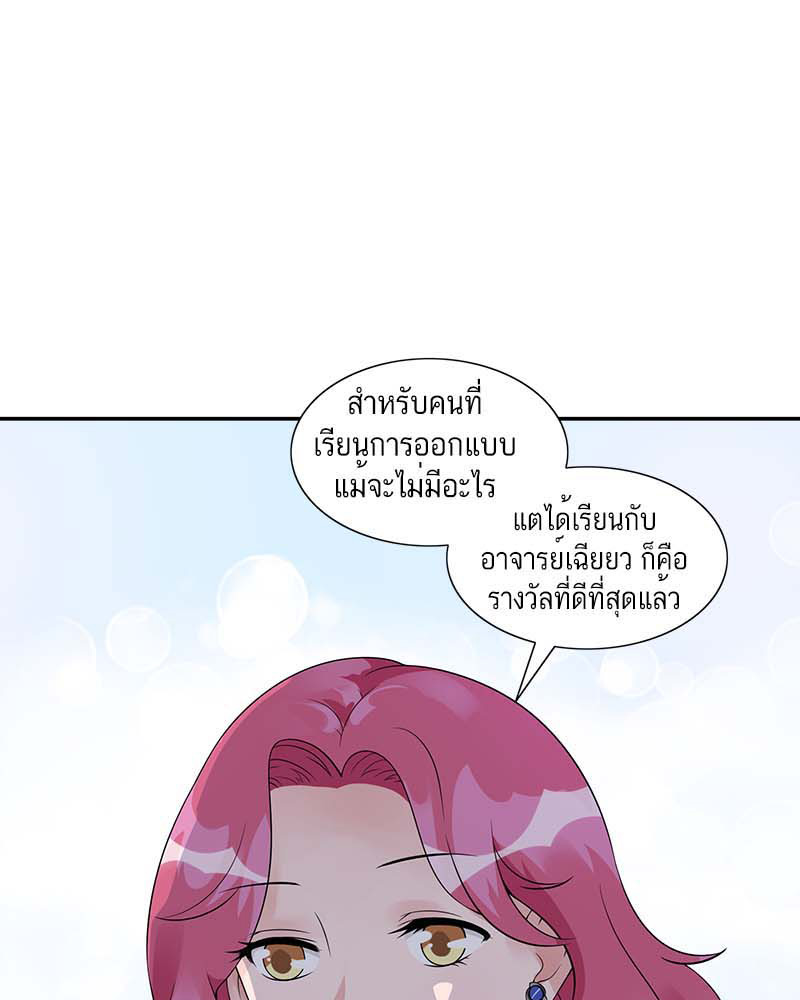 สำหรับคนที่
เรียนการออกแบบ
แม้จะไม่มีอะไร
แต่ได้เรียนกับ
อาจารย์เฉียยว ก็คือ
รางวัลที่ดีที่สุดแล้ว